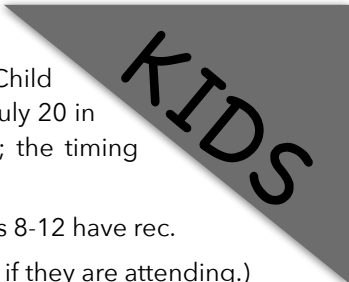 KIDS
Child
uly 20 in
; the timing
s 8-12 have rec.
if they are attending.)